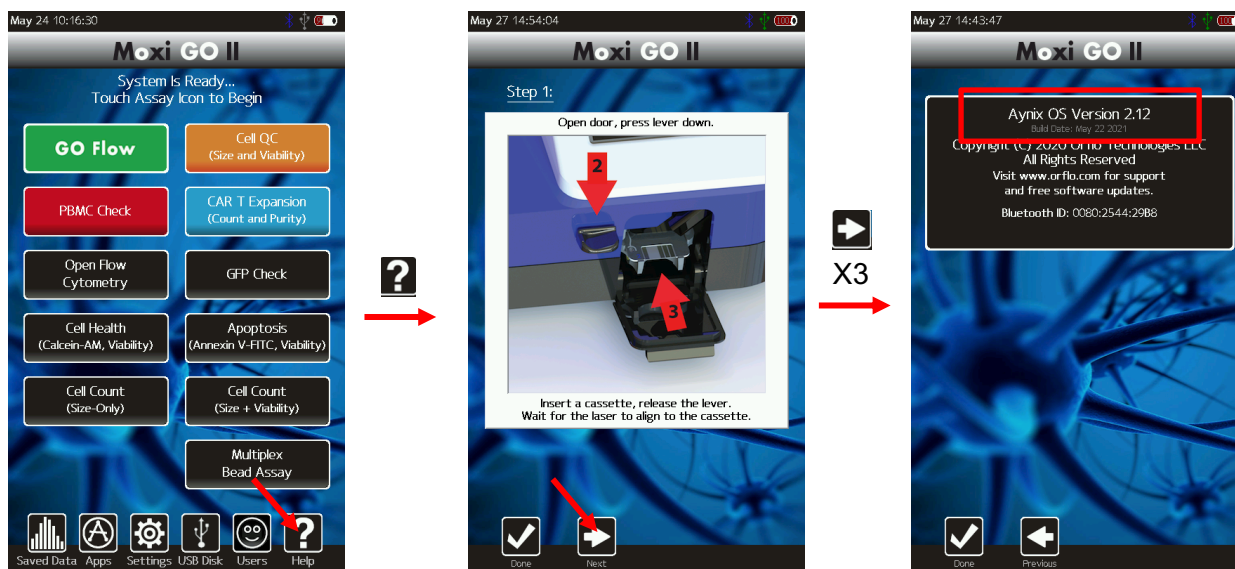 May 24 10:16:30
Moxi GO II
System Is Ready...
Touch Assay Icon to Begin
GO Flow
Cell QC
(Size and Viability)
PBMC Check
CAR T Expansion
(Count and Purity)
Open Flow
Cytometry
GFP Check
Cell Health
(Calcein-AM, Viability)
Apoptosis
(Annexin V-FITC, Viability)
Cell Count
(Size-Only)
Cell Count
(Size + Viability)
Multiplex
Bead Assay
Saved Data Apps Settings USB Disk Users Help
?
May 27 14:54:04
100
Moxi GO II
Step 1:
Open door, press lever down.
2
3
Insert a cassette, release the lever.
Wait for the laser to align to the cassette.
Done Next
X3
May 27 14:43:47
100
Moxi GO II
Aynix OS Version 2.12
Build Date: May 22 2021
Copyright (C) 2020 Orflo Technologies LLC
All Rights Reserved
Visit www.orflo.com for support
and free software updates.
Bluetooth ID: 0080:2544:29B8
Done Previous